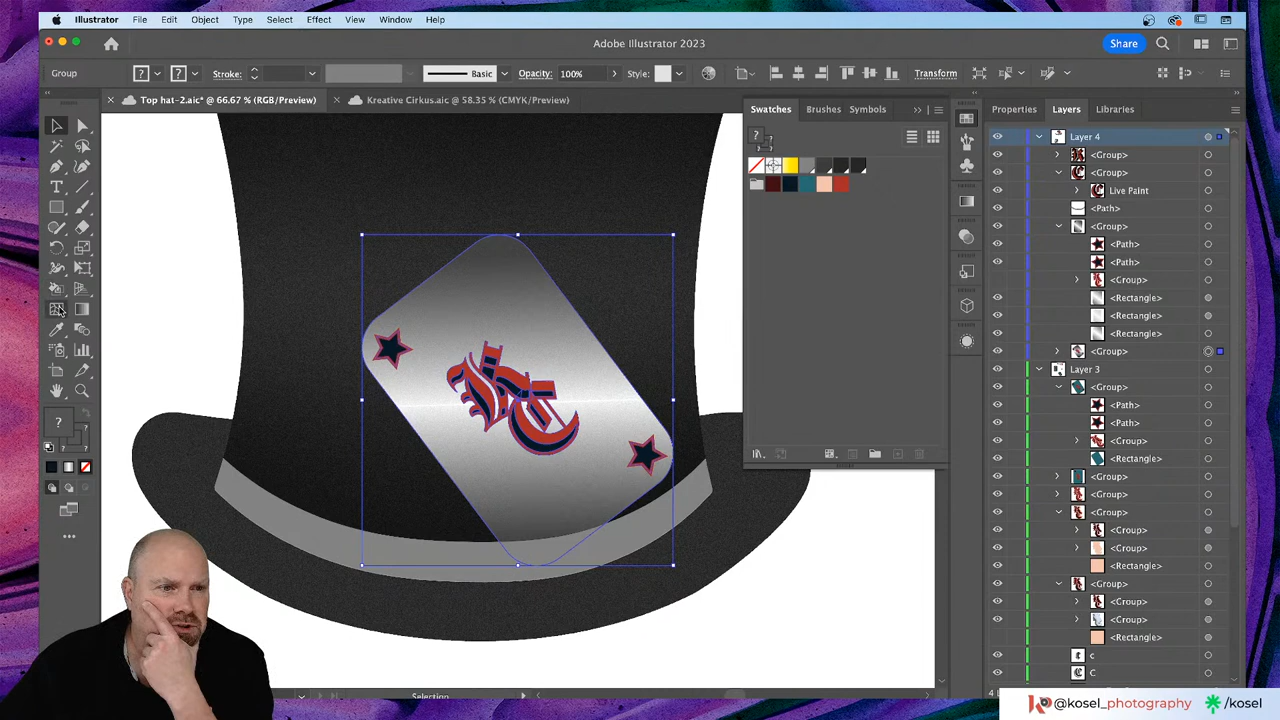 Illustrator File Edit Object Type Select Effect View Window Help
Adobe Illustrator 2023
Share
Group
Stroke:
Basic
Opacity: 100%
Style:
Transform
Top hat-2.aic* @ 66.67 % (RGB/Preview)
Kreative Cirkus.aic @ 58.35 % (CMYK/Preview)
Swatches Brushes Symbols
Properties Layers Libraries
Layer 4
<Group>
<Group>
Live Paint
<Path>
<Group>
<Path>
<Path>
<Group>
<Rectangle>
<Rectangle>
<Rectangle>
<Group>
Layer 3
<Group>
<Path>
<Path>
<Group>
<Rectangle>
<Group>
<Group>
<Group>
<Group>
<Group>
<Rectangle>
<Group>
<Group>
<Group>
<Rectangle>
c
C
KC
Selection
@kosel_photography
/kosel